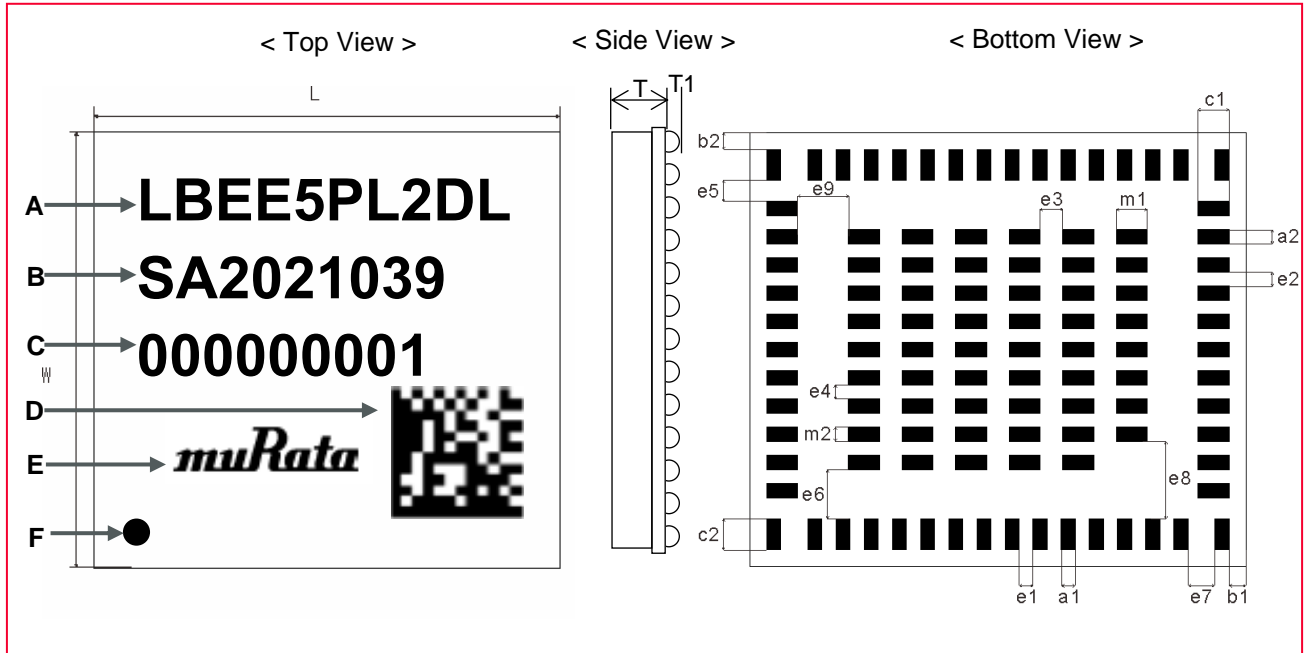 < Top View >
< Side View >
< Bottom View >
L
T
T1
c1
b2
A
LBEE5PL2DL
e5
e9
e3
m1
a2
B
SA2021039
e2
C
000000001
W
D
e4
m2
E
muRata
e6
e8
F
c2
e1
a1
e7
b1